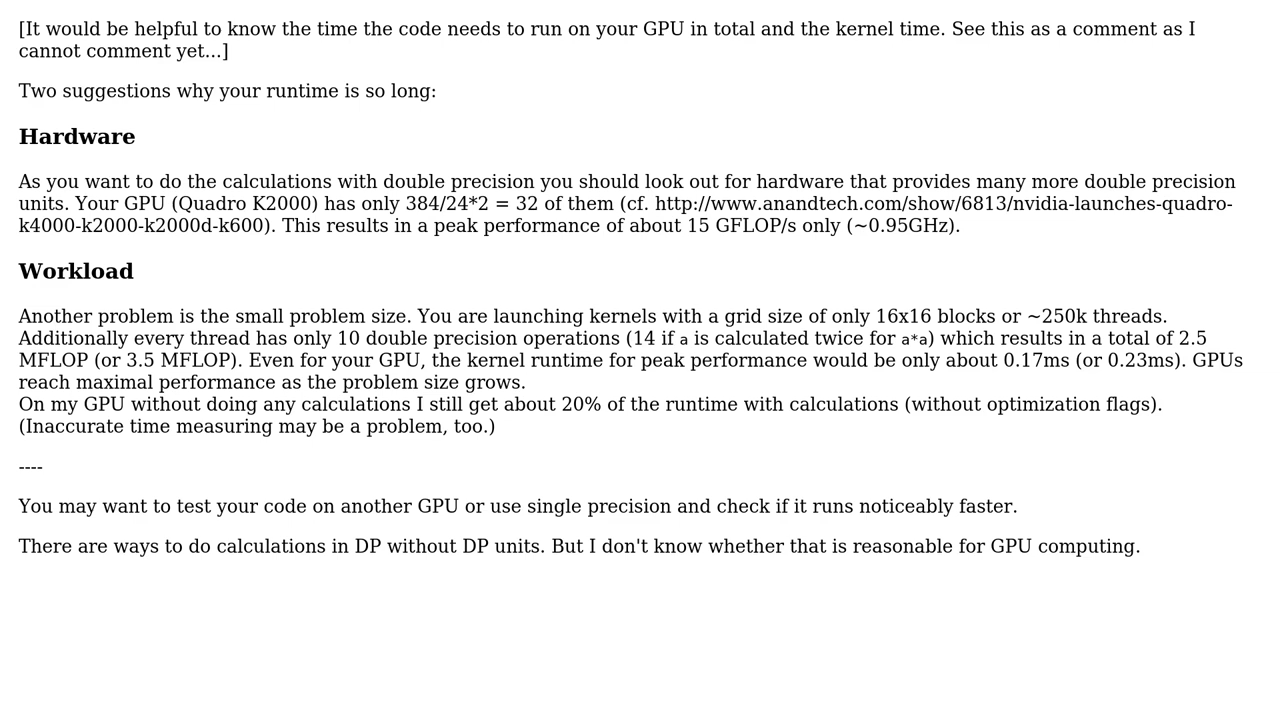 [It would be helpful to know the time the code needs to run on your GPU in total and the kernel time. See this as a comment as I
cannot comment yet...]
Two suggestions why your runtime is so long:
Hardware
As you want to do the calculations with double precision you should look out for hardware that provides many more double precision
units. Your GPU (Quadro K2000) has only 384/24*2 = 32 of them (cf. http://www.anandtech.com/show/6813/nvidia-launches-quadro-
k4000-k2000-k2000d-k600). This results in a peak performance of about 15 GFLOP/s only (~0.95GHz).
Workload
Another problem is the small problem size. You are launching kernels with a grid size of only 16x16 blocks or ~250k threads.
Additionally every thread has only 10 double precision operations (14 if a is calculated twice for a*a) which results in a total of 2.5
MFLOP (or 3.5 MFLOP). Even for your GPU, the kernel runtime for peak performance would be only about 0.17ms (or 0.23ms). GPUs
reach maximal performance as the problem size grows.
On my GPU without doing any calculations I still get about 20% of the runtime with calculations (without optimization flags).
(Inaccurate time measuring may be a problem, too.)
----
You may want to test your code on another GPU or use single precision and check if it runs noticeably faster.
There are ways to do calculations in DP without DP units. But I don't know whether that is reasonable for GPU computing.